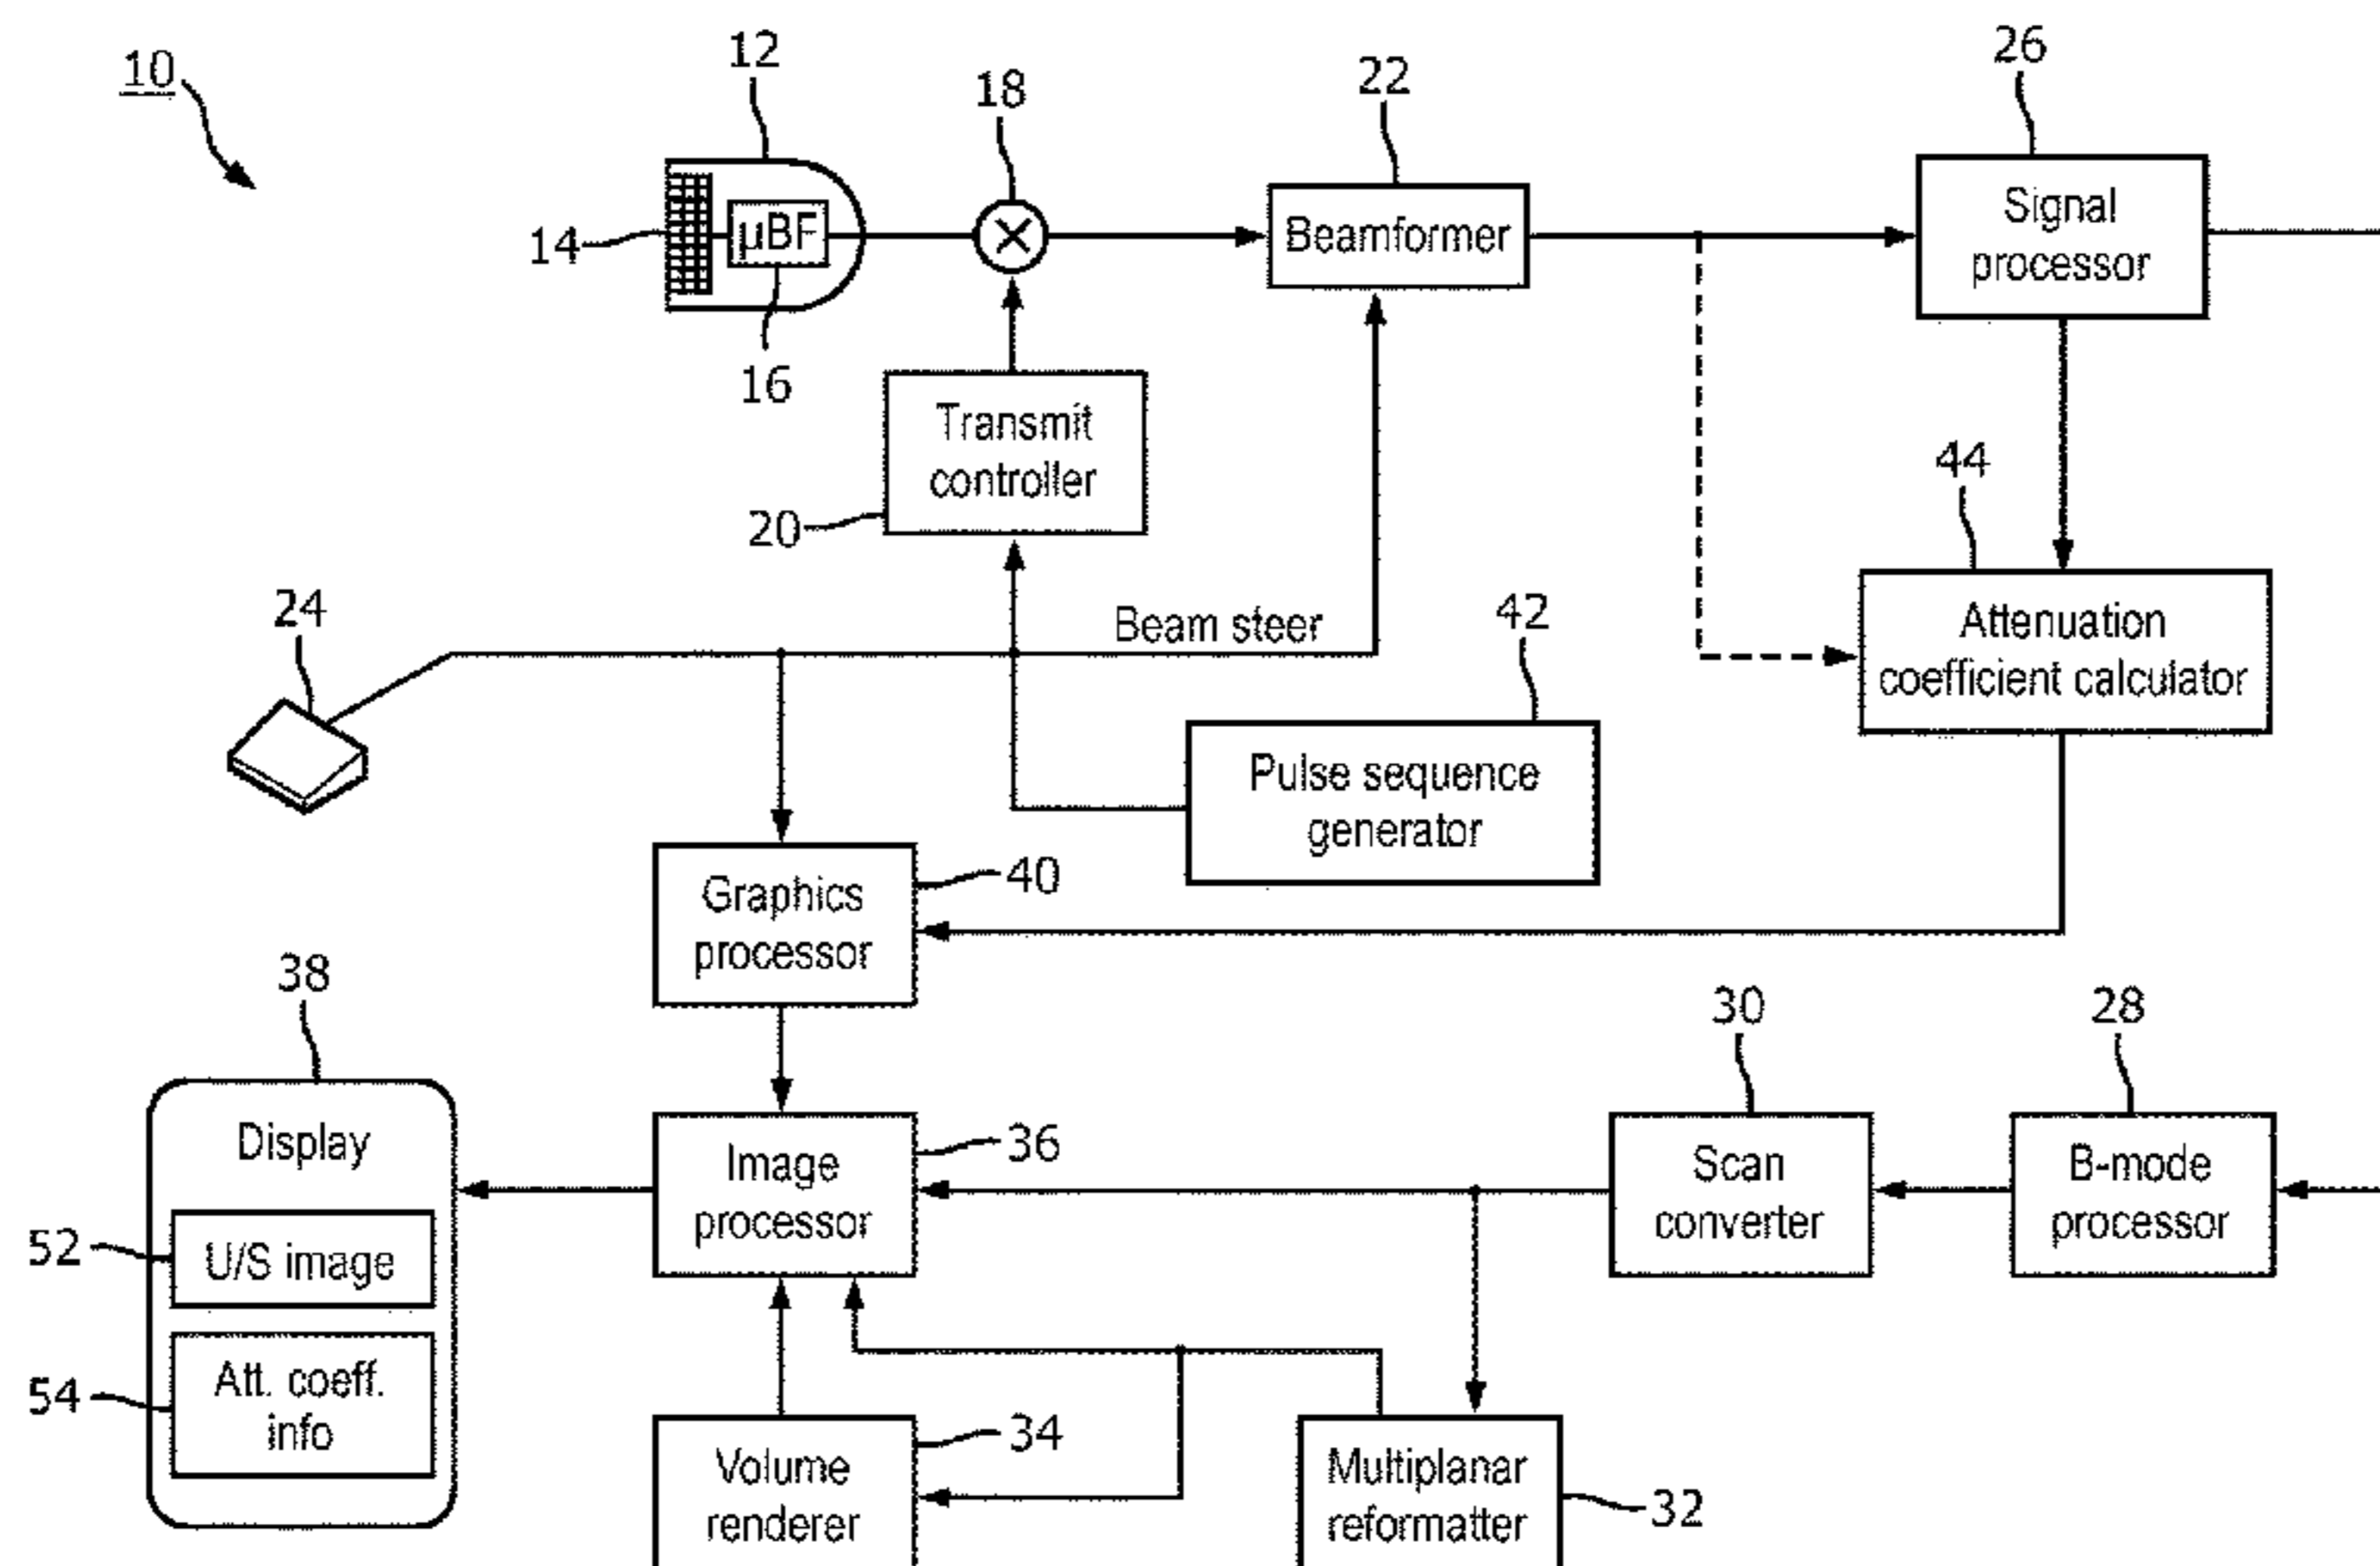 10
12
18
22
26
14
μBF
Beamformer
Signal
processor
16
Transmit
controller
20
44
24
Beam steer
42
Attenuation
coefficient calculator
Pulse sequence
generator
Graphics
processor
40
38
30
28
Display
Image
processor
36
Scan
converter
B-mode
processor
52
U/S image
54
Att. coeff.
info
Volume
renderer
34
Multiplanar
reformatter
32